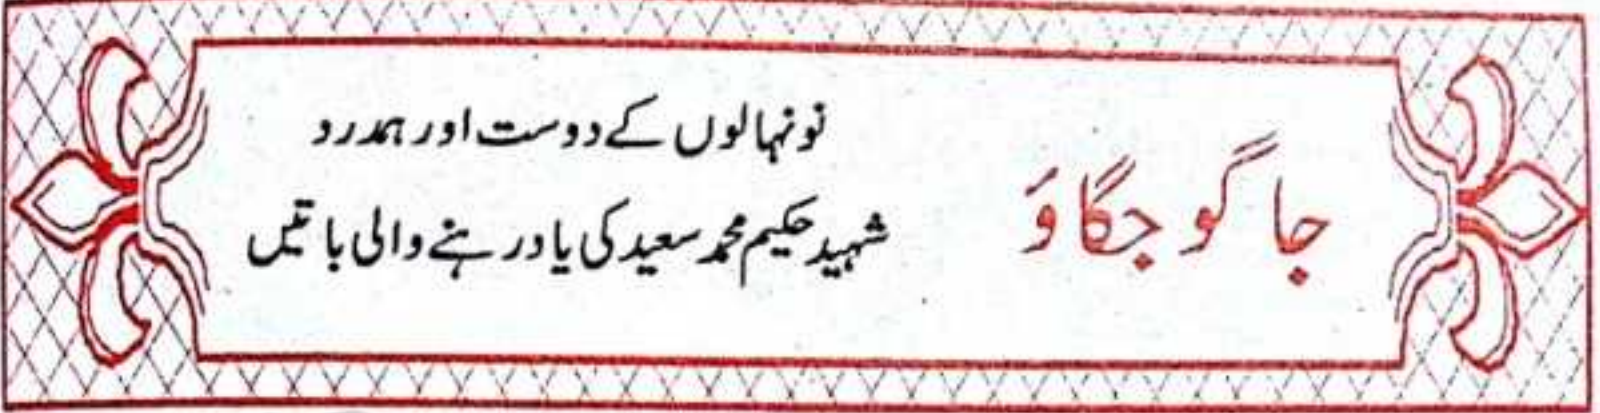 جاگو جگاؤ
نونہالوں کے دوست اور ہمدرد
شہید حکیم محمد سعید کی یاد رہنے والی باتیں